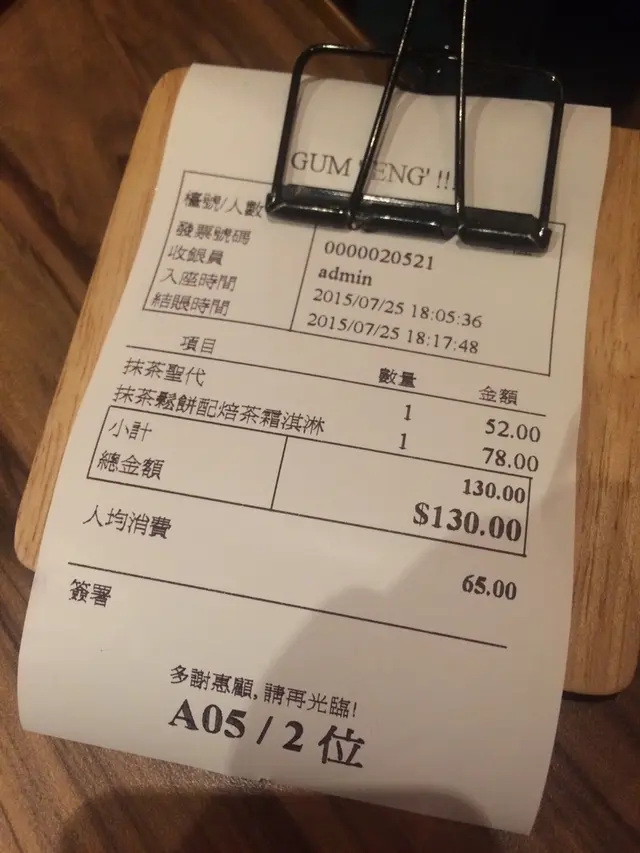 GUM 'ENG' !!!
檯號/人數
發票號碼 0000020521
收銀員 admin
入座時間 2015/07/25 18:05:36
結賬時間 2015/07/25 18:17:48
項目 數量 金額
抹茶聖代 1 52.00
抹茶鬆餅配焙茶霜淇淋 1 78.00
小計 130.00
總金額 $130.00
人均消費 65.00
簽署
多謝惠顧, 請再光臨!
A05 / 2 位